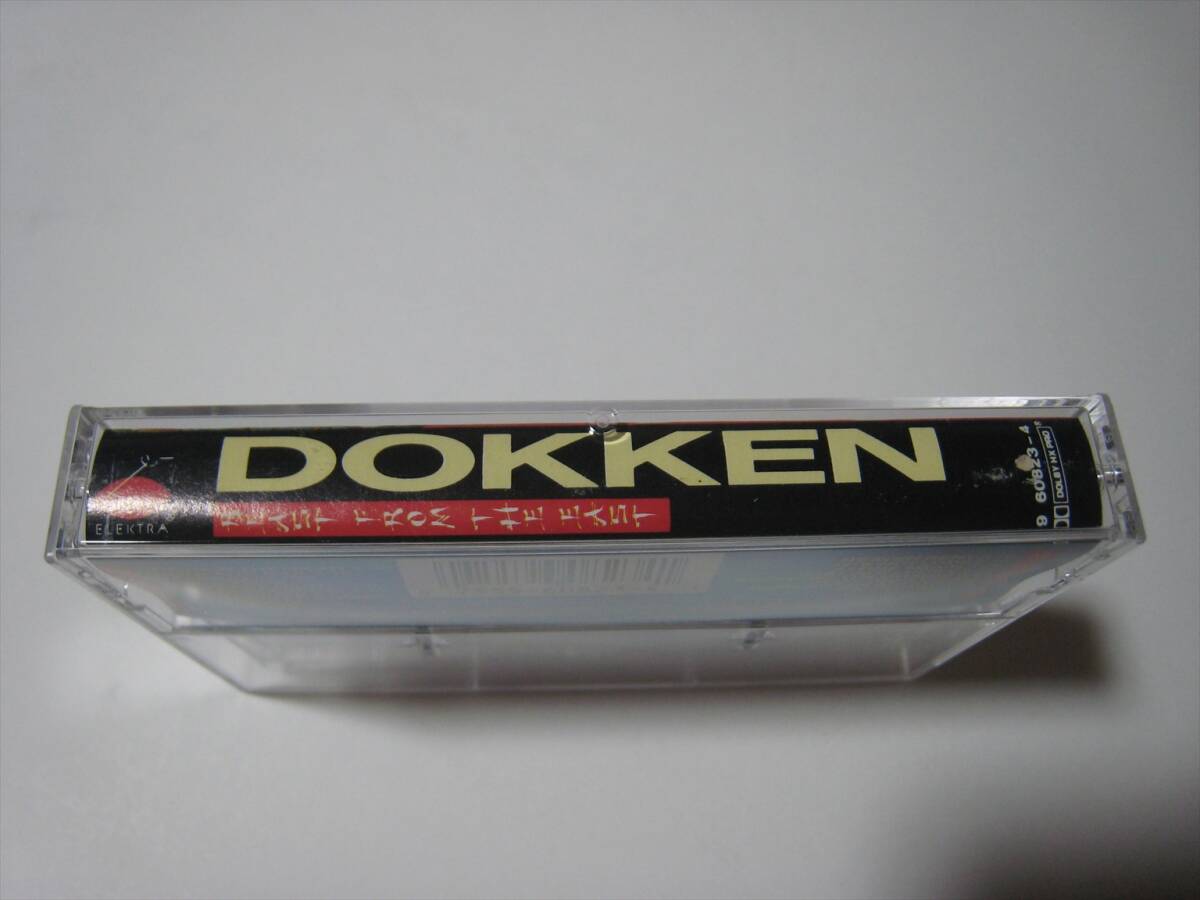 DOKKEN
BEAST FROM THE EAST
ELEKTRA
9 60823-4
DOLBY HX PRO